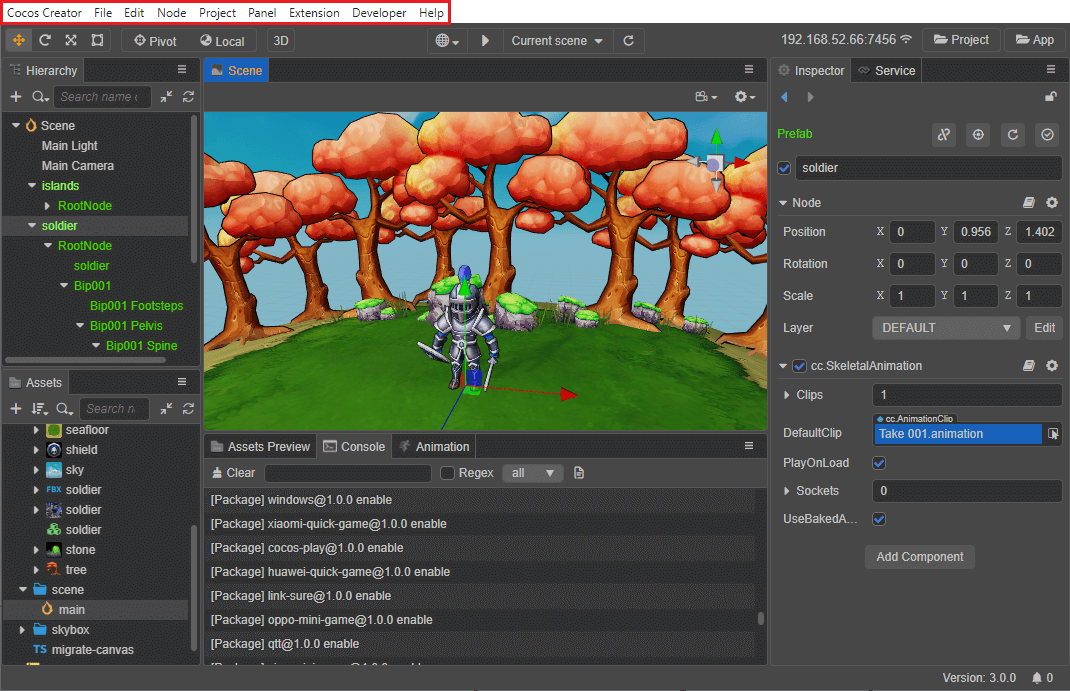 Cocos Creator File Edit Node Project Panel Extension Developer Help
Pivot Local 3D Current scene 192.168.52.66:7456 Project App
Hierarchy
Scene
Main Light
Main Camera
islands
RootNode
soldier
RootNode
soldier
Bip001
Bip001 Footsteps
Bip001 Pelvis
Bip001 Spine
Assets
Search n
seafloor
shield
sky
FBX soldier
soldier
soldier
stone
tree
scene
main
skybox
TS migrate-canvas
Scene
Assets Preview Console Animation
Clear Regex all
[Package] windows@1.0.0 enable
[Package] xiaomi-quick-game@1.0.0 enable
[Package] cocos-play@1.0.0 enable
[Package] huawei-quick-game@1.0.0 enable
[Package] link-sure@1.0.0 enable
[Package] oppo-mini-game@1.0.0 enable
[Package] qtt@1.0.0 enable
Inspector Service
Prefab
soldier
Node
Position X 0 Y 0.956 Z 1.402
Rotation X 0 Y 0 Z 0
Scale X 1 Y 1 Z 1
Layer DEFAULT Edit
cc.SkeletalAnimation
Clips 1
cc.AnimationClip
DefaultClip Take 001.animation
PlayOnLoad
Sockets 0
UseBakedA...
Add Component
Version: 3.0.0 0